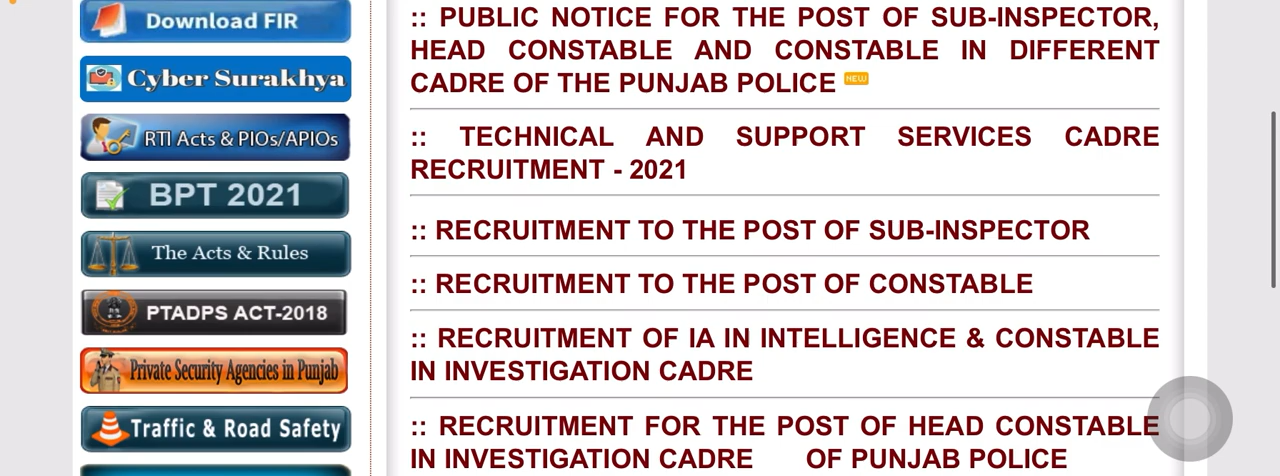 Download FIR
Cyber Surakhya
RTI Acts & PIOs/APIOs
BPT 2021
The Acts & Rules
PTADPS ACT-2018
Private Security Agencies in Punjab
Traffic & Road Safety
:: PUBLIC NOTICE FOR THE POST OF SUB-INSPECTOR,
HEAD CONSTABLE AND CONSTABLE IN DIFFERENT
CADRE OF THE PUNJAB POLICE NEW
:: TECHNICAL AND SUPPORT SERVICES CADRE
RECRUITMENT - 2021
:: RECRUITMENT TO THE POST OF SUB-INSPECTOR
:: RECRUITMENT TO THE POST OF CONSTABLE
:: RECRUITMENT OF IA IN INTELLIGENCE & CONSTABLE
IN INVESTIGATION CADRE
:: RECRUITMENT FOR THE POST OF HEAD CONSTABLE
IN INVESTIGATION CADRE OF PUNJAB POLICE